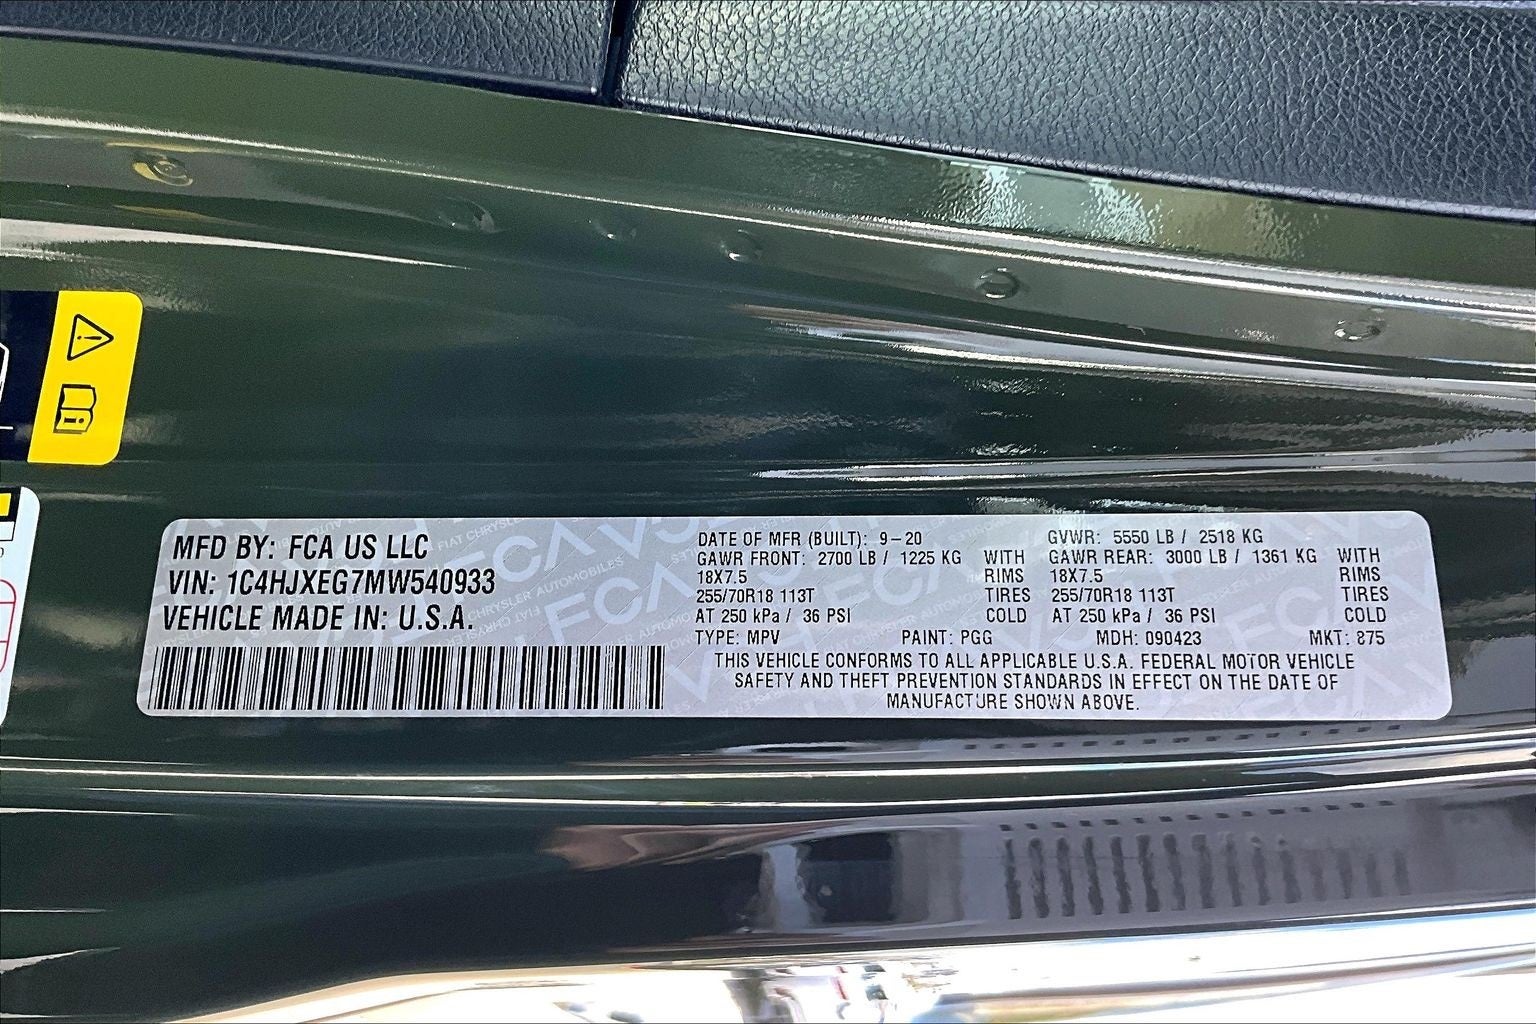 MFD BY: FCA US LLC
VIN: 1C4HJXEG7MW540933
VEHICLE MADE IN: U.S.A.
DATE OF MFR (BUILT): 9-20 GVWR: 5550 LB / 2518 KG
GAWR FRONT: 2700 LB / 1225 KG WITH GAWR REAR: 3000 LB / 1361 KG WITH
18X7.5 RIMS 18X7.5 RIMS
255/70R18 113T TIRES 255/70R18 113T TIRES
AT 250 kPa / 36 PSI COLD AT 250 kPa / 36 PSI COLD
TYPE: MPV PAINT: PGG MDH: 090423 MKT: 875
THIS VEHICLE CONFORMS TO ALL APPLICABLE U.S.A. FEDERAL MOTOR VEHICLE
SAFETY AND THEFT PREVENTION STANDARDS IN EFFECT ON THE DATE OF
MANUFACTURE SHOWN ABOVE.